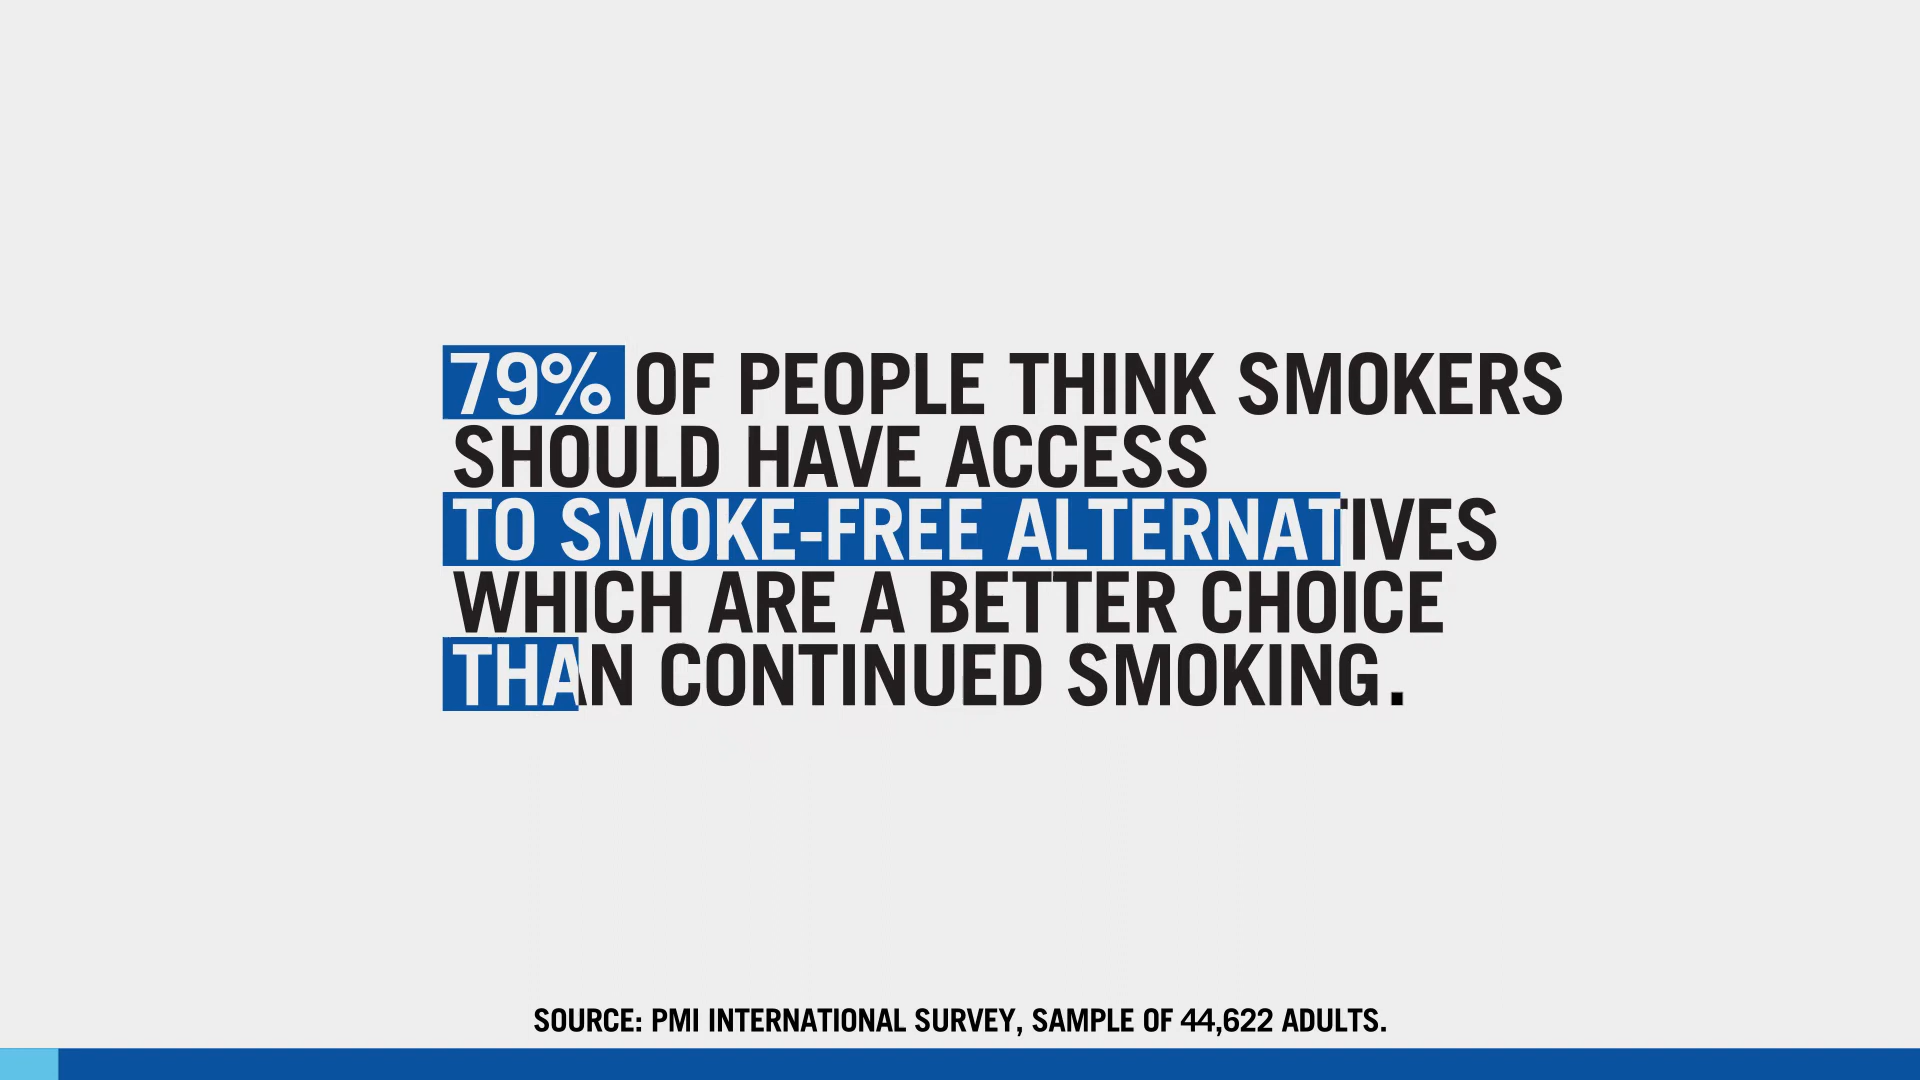 79% OF PEOPLE THINK SMOKERS
SHOULD HAVE ACCESS
TO SMOKE-FREE ALTERNATIVES
WHICH ARE A BETTER CHOICE
THAN CONTINUED SMOKING.
SOURCE: PMI INTERNATIONAL SURVEY, SAMPLE OF 44,622 ADULTS.